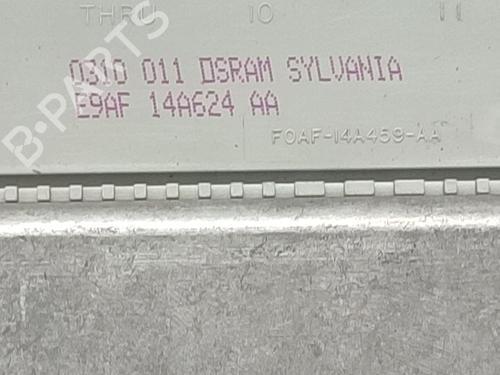 THRU 10 11
0310 011 OSRAM SYLVANIA
E9AF 14A624 AA
F0AF-14A459-AA
B-PARTS